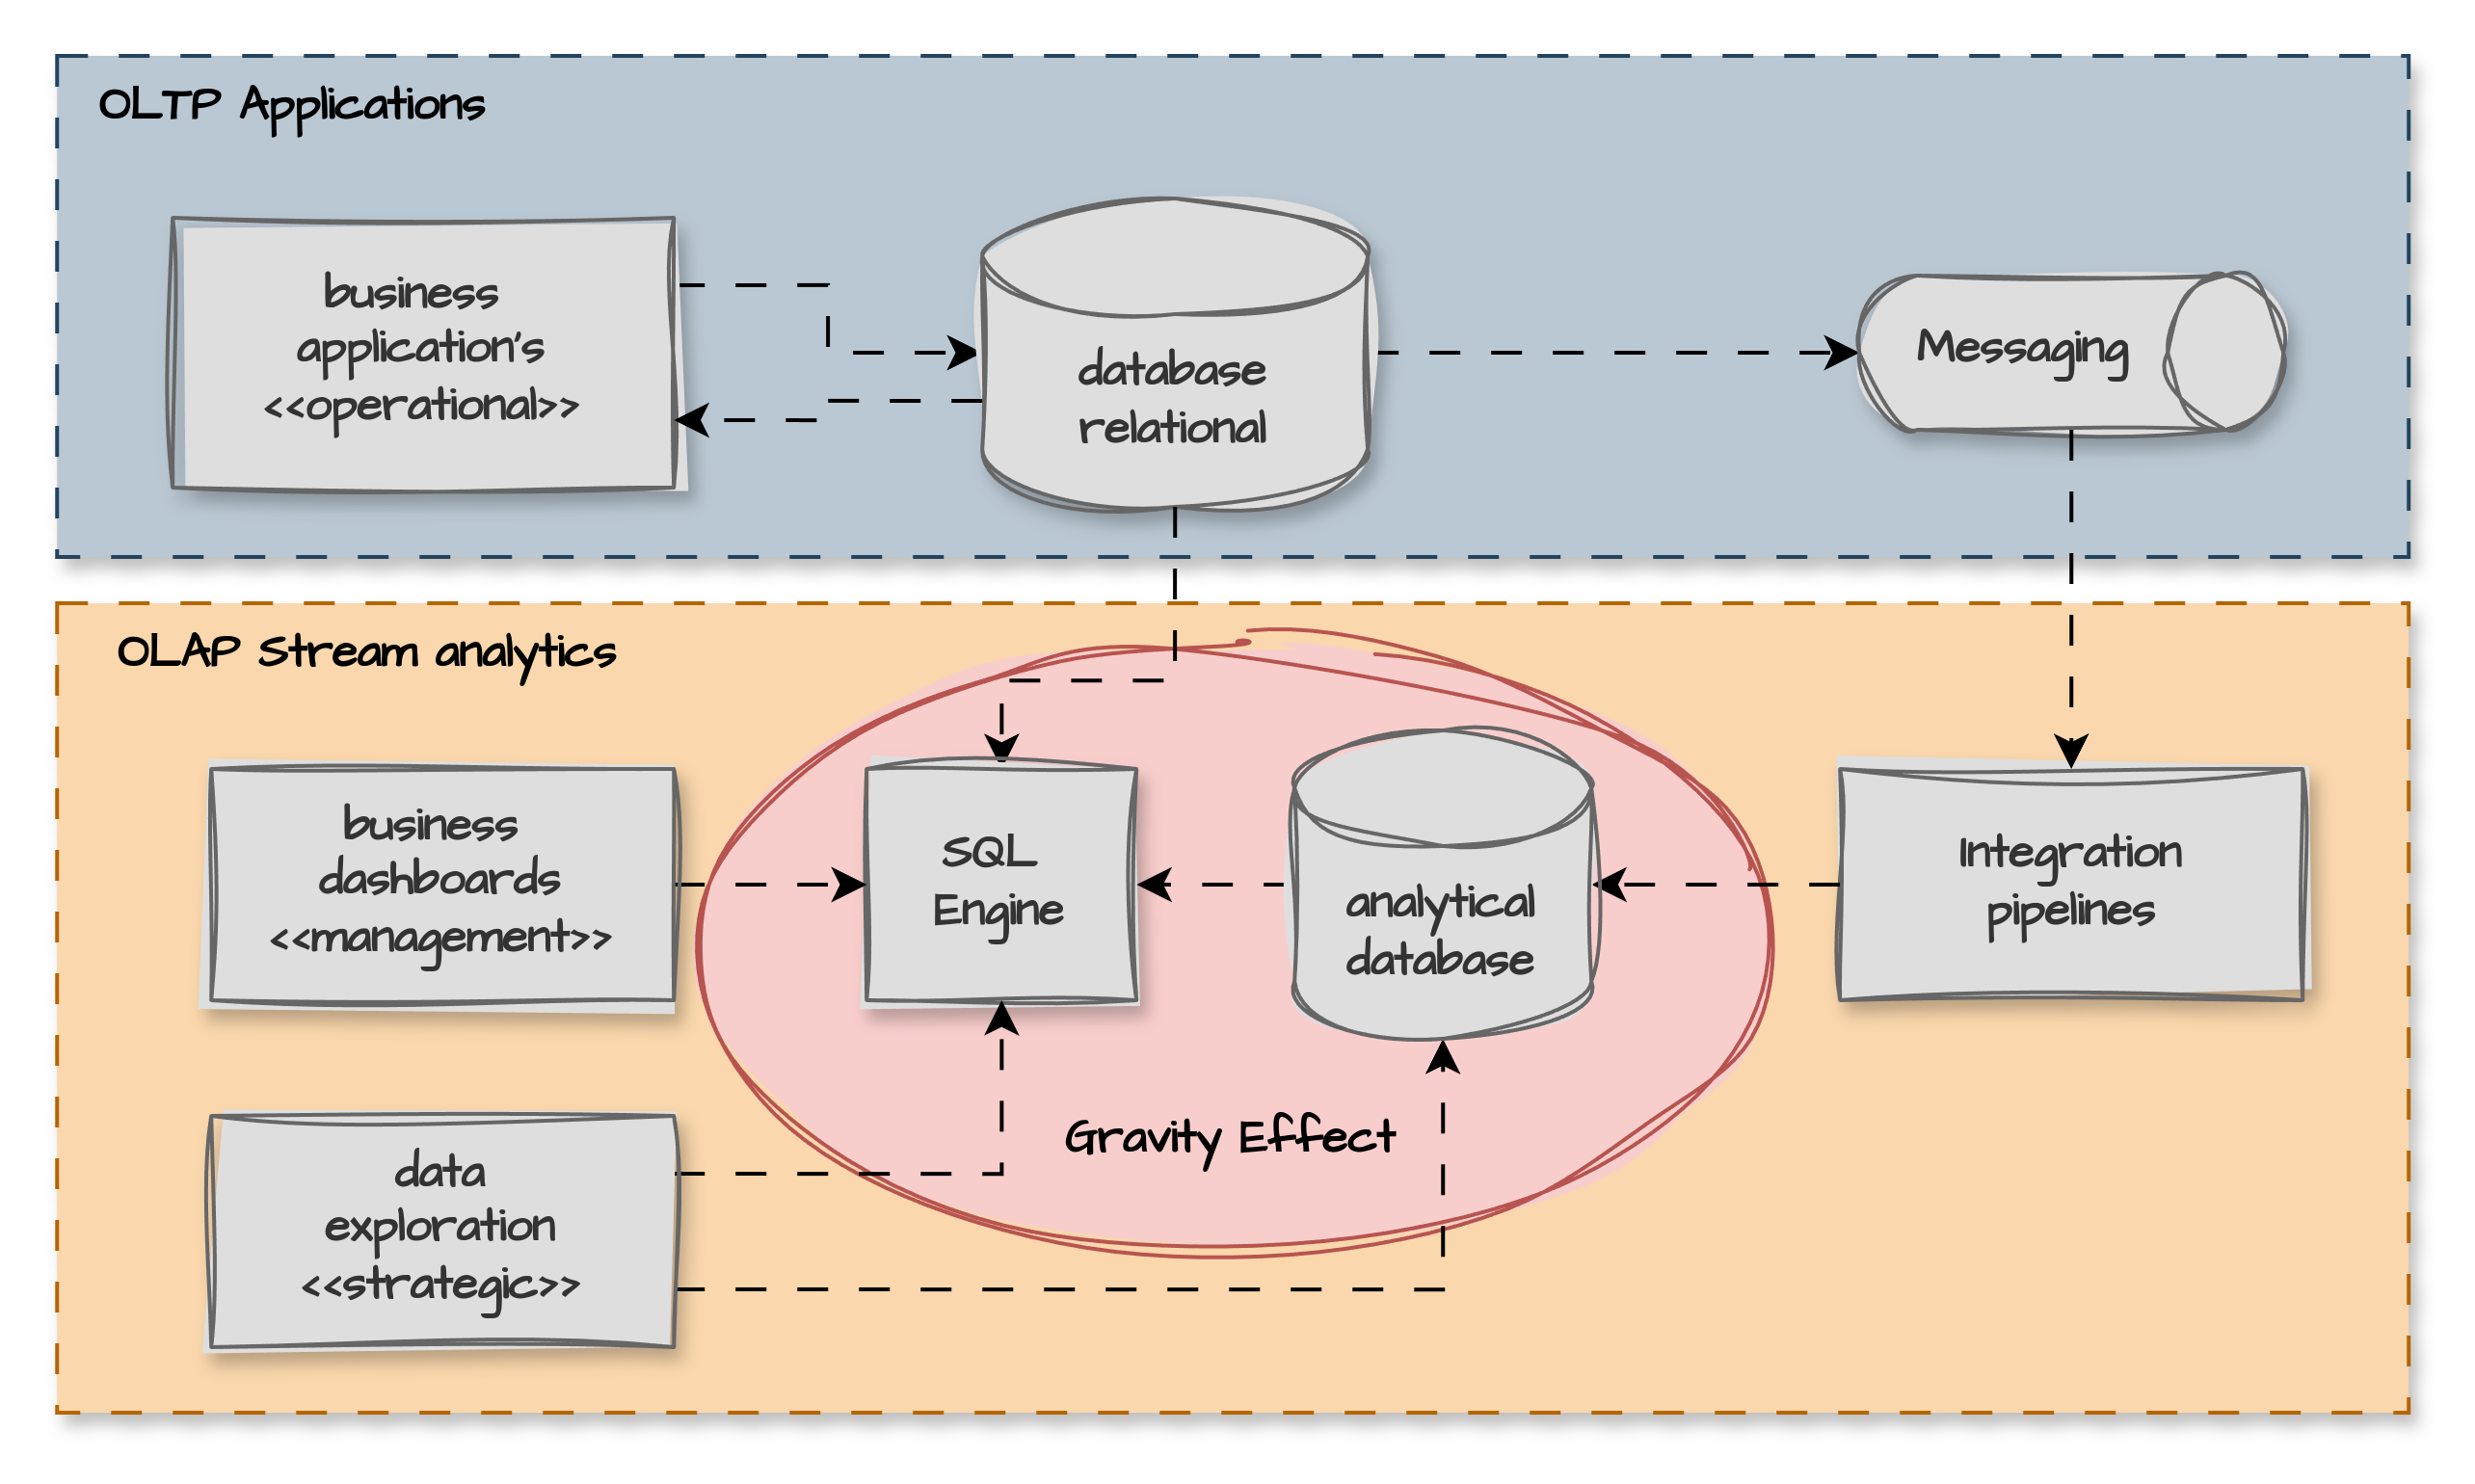 OLTP Applications
business
application's
<<operational>>
database
relational
Messaging
OLAP Stream analytics
business
dashboards
<<management>>
SQL
Engine
analytical
database
Integration
pipelines
Gravity Effect
data
exploration
<<strategic>>